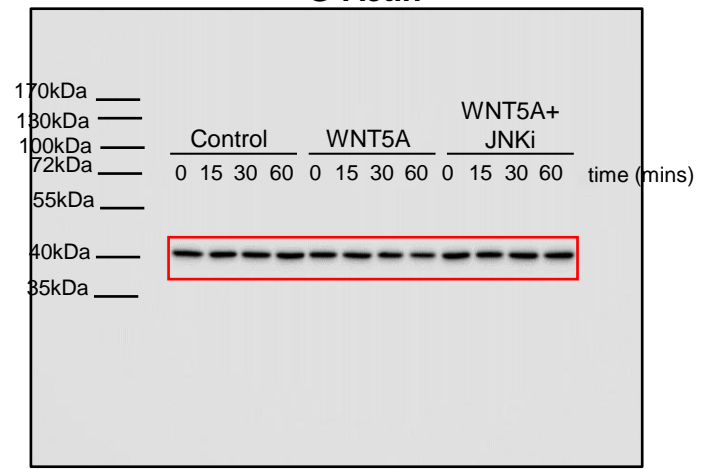 170kDa
130kDa
100kDa
72kDa
55kDa
40kDa
35kDa
Control
WNT5A
WNT5A+
JNKi
0 15 30 60 0 15 30 60 0 15 30 60 time (mins)